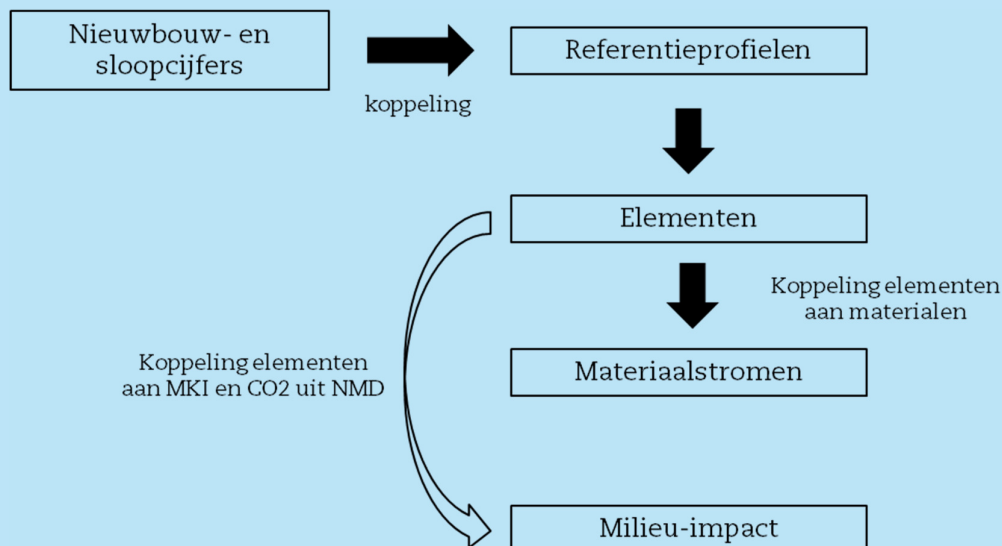 Nieuwbouw- en
sloopcijfers
koppeling
Referentieprofielen
Elementen
Koppeling elementen
aan materialen
Materiaalstromen
Koppeling elementen
aan MKI en CO2 uit NMD
Milieu-impact